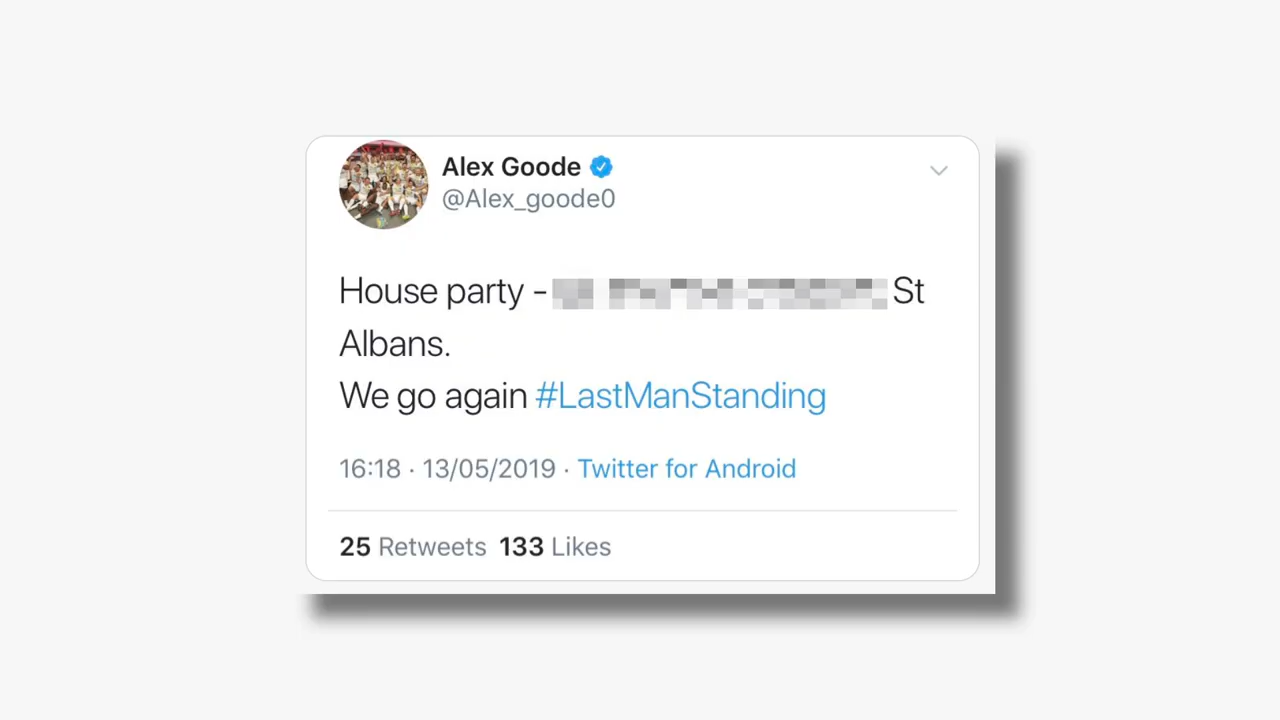 Alex Goode
@Alex_goode0
House party - St
Albans.
We go again #LastManStanding
16:18 · 13/05/2019 · Twitter for Android
25 Retweets 133 Likes